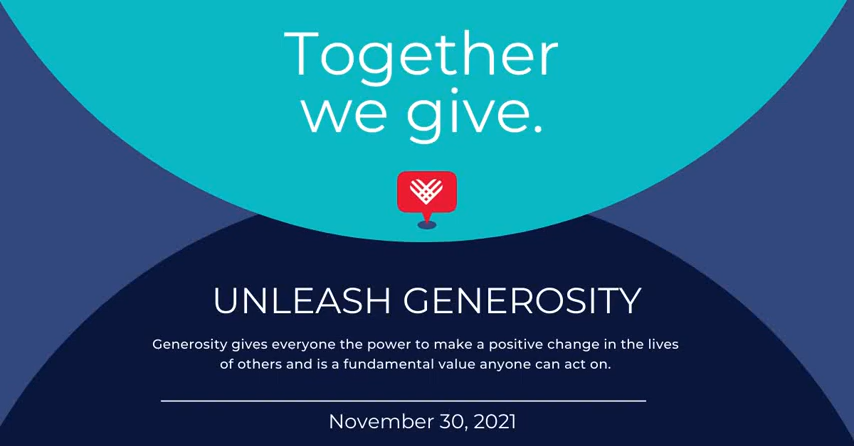 Together
we give.
UNLEASH GENEROSITY
Generosity gives everyone the power to make a positive change in the lives
of others and is a fundamental value anyone can act on.
November 30, 2021